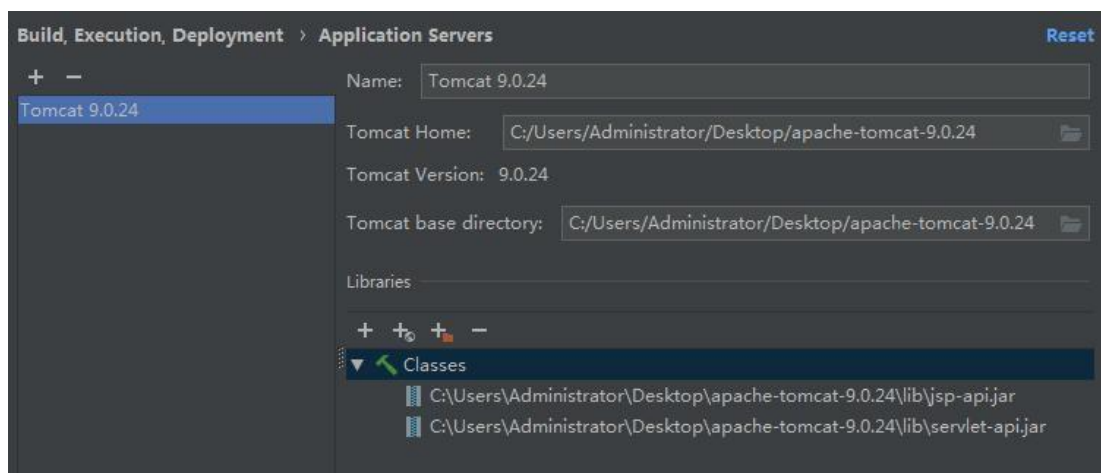 Build, Execution, Deployment › Application Servers Reset
Tomcat 9.0.24
Name: Tomcat 9.0.24
Tomcat Home: C:/Users/Administrator/Desktop/apache-tomcat-9.0.24
Tomcat Version: 9.0.24
Tomcat base directory: C:/Users/Administrator/Desktop/apache-tomcat-9.0.24
Libraries
Classes
C:\Users\Administrator\Desktop\apache-tomcat-9.0.24\lib\jsp-api.jar
C:\Users\Administrator\Desktop\apache-tomcat-9.0.24\lib\servlet-api.jar